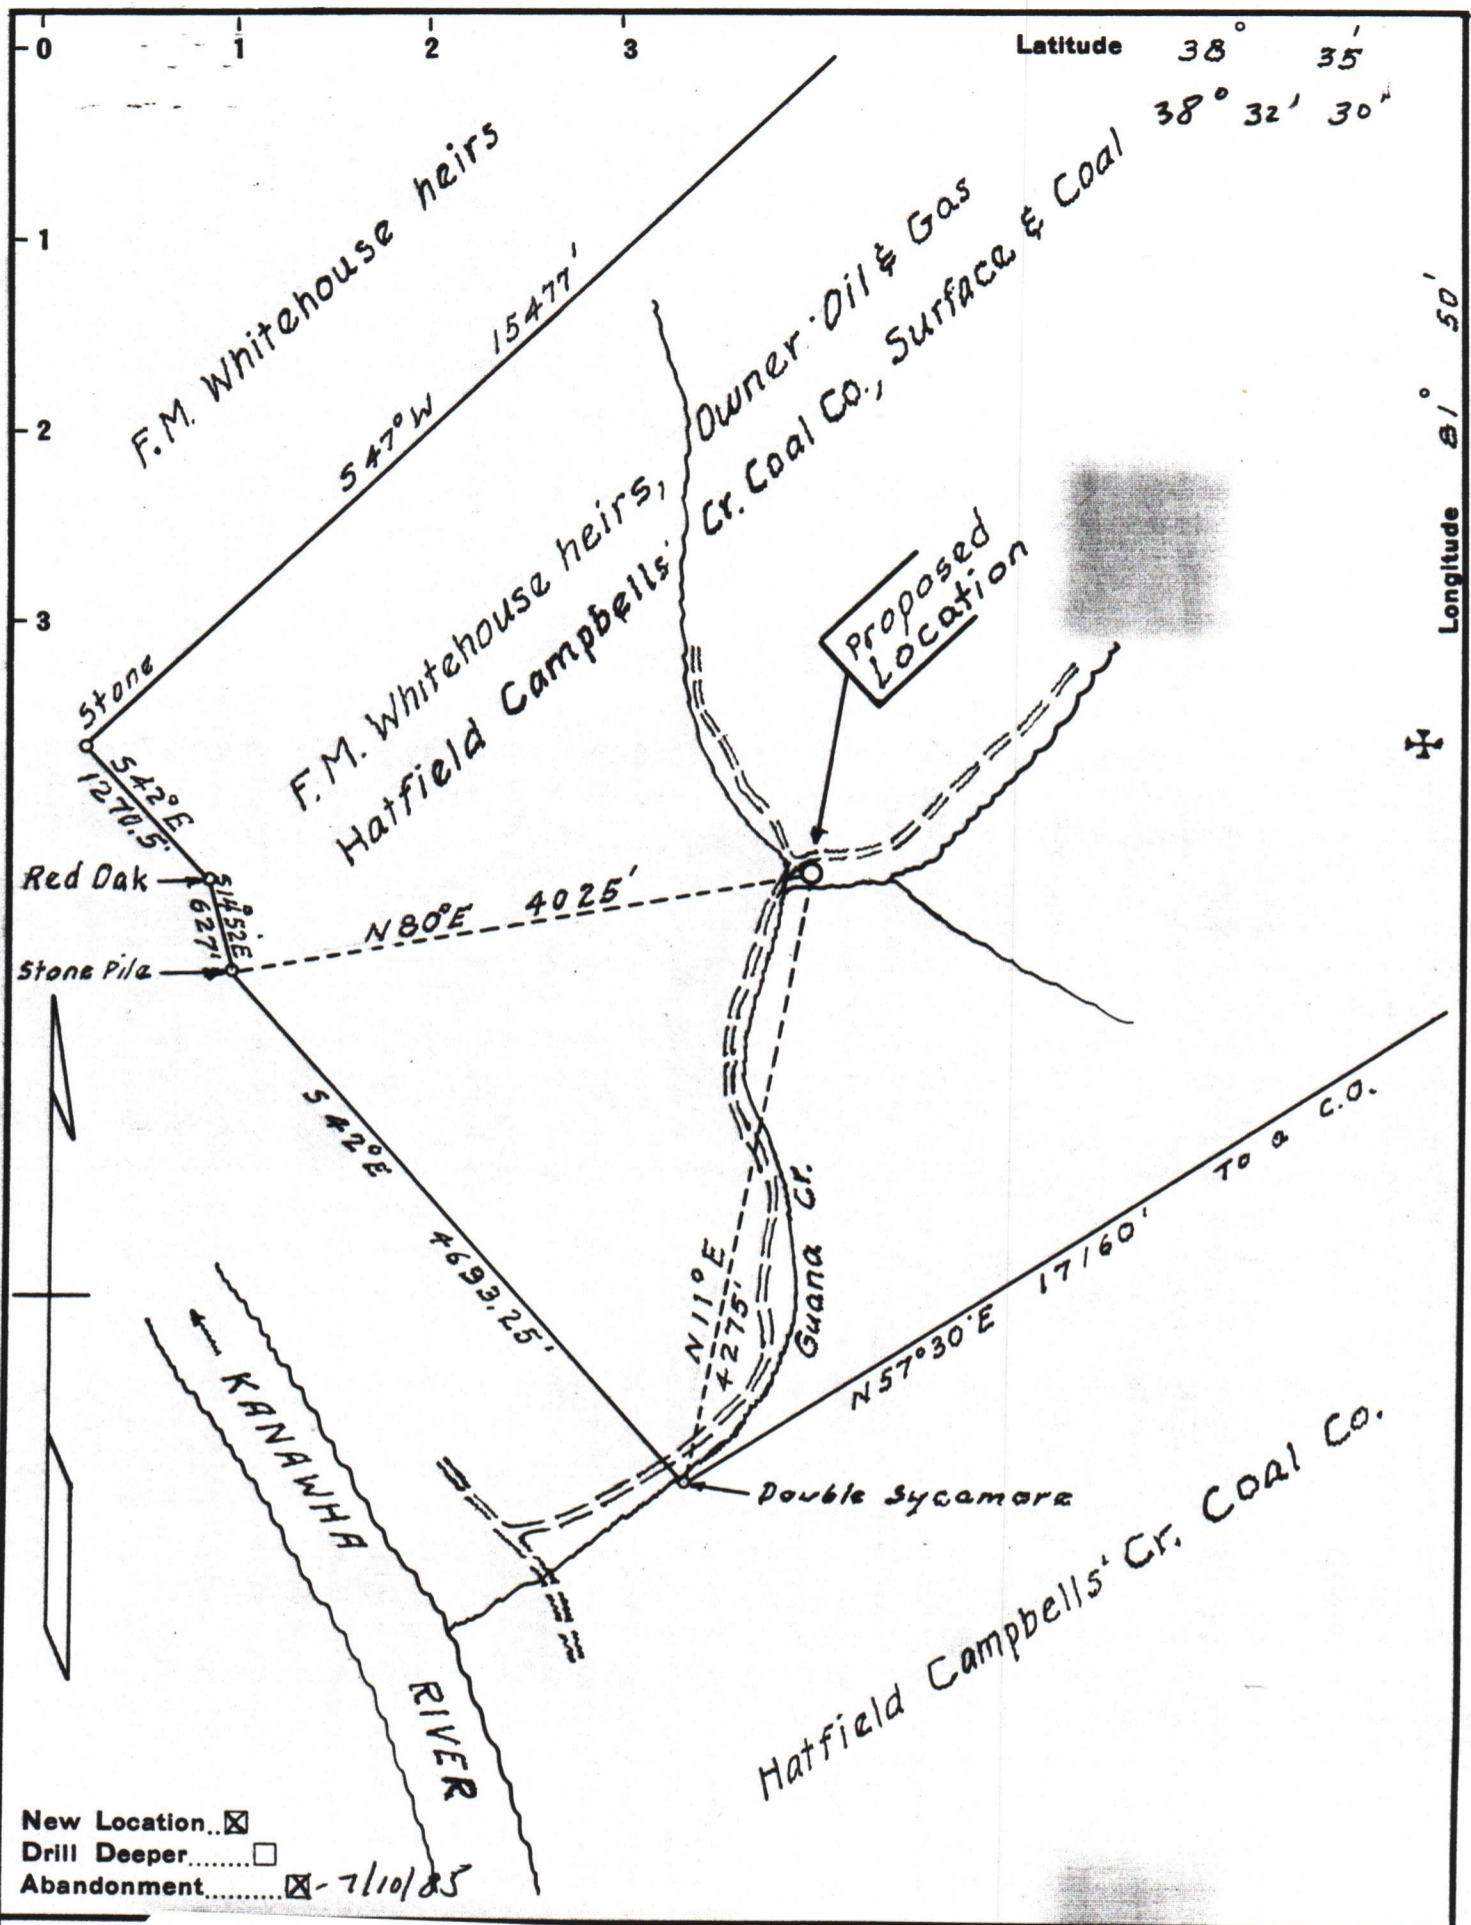 0 1 2 3 Latitude 38° 35'
38° 32' 30"
1
2
3
Longitude 81° 50'
F.M. Whitehouse heirs
S 47° W 15477'
F.M. Whitehouse heirs, Owner Oil & Gas
Hatfield Campbells' Cr. Coal Co., Surface & Coal
Proposed
Location
Stone
S 42° E
1270.5'
Red Oak
S 14° 52' E
627'
Stone Pile
N 80° E 4025'
S 42° E 4693.25'
N 11° E
4275'
Guana Cr.
N 57° 30' E 17160' To a C.O.
Double Sycamore
KANAWHA RIVER
Hatfield Campbells' Cr. Coal Co.
New Location..☒
Drill Deeper........☐
Abandonment..........☒ - 7/10/85